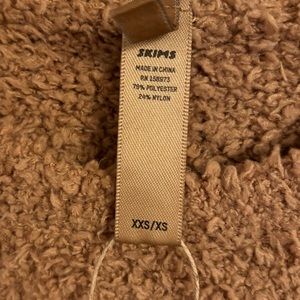 SKIMS
MADE IN CHINA
RN 158973
76% POLYESTER
24% NYLON
XXS/XS